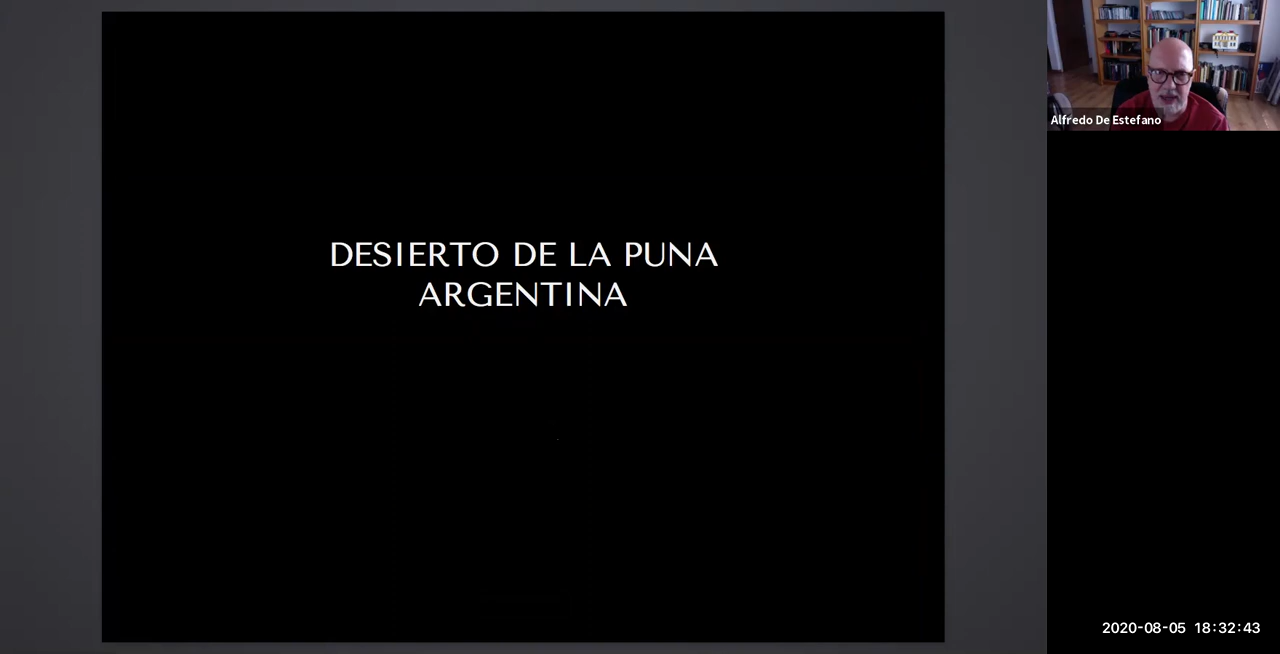 DESIERTO DE LA PUNA
ARGENTINA
Alfredo De Estefano
2020-08-05 18:32:43